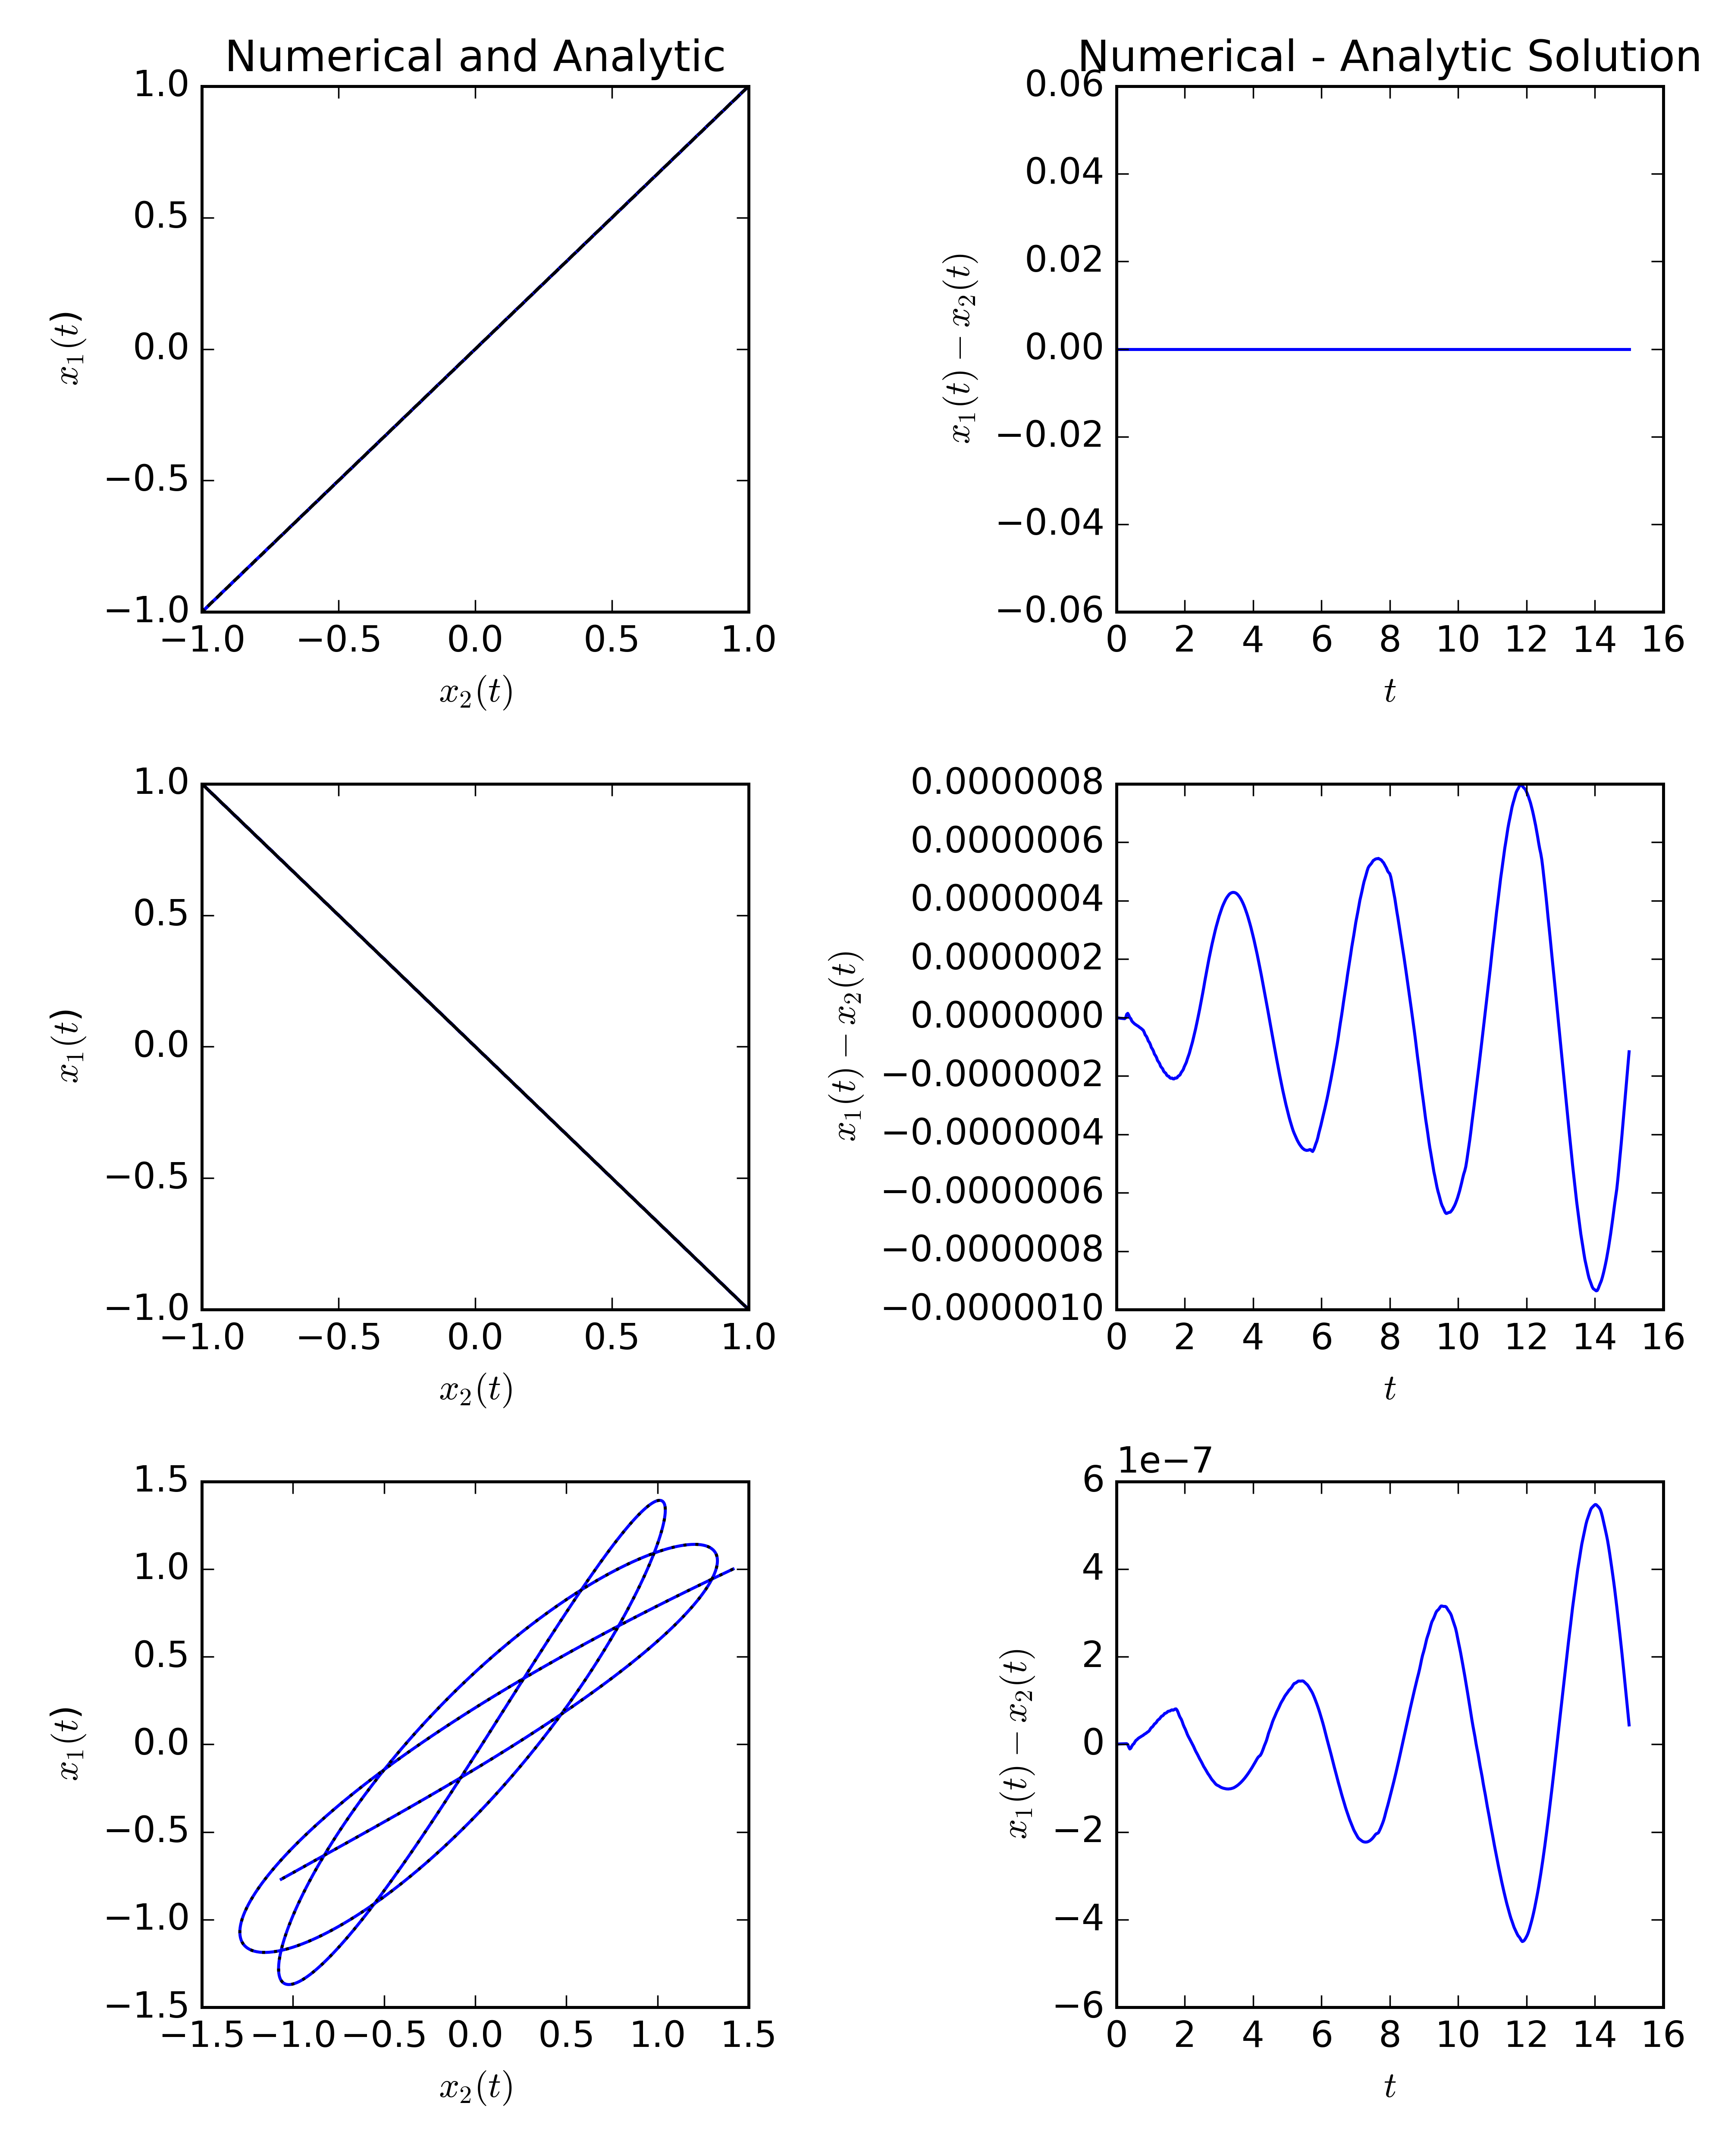 Numerical and Analytic
1.0
0.5
0.0
−0.5
−1.0
−1.0 −0.5 0.0 0.5 1.0
x₁(t)
x₂(t)
Numerical - Analytic Solution
0.06
0.04
0.02
0.00
−0.02
−0.04
−0.06
0 2 4 6 8 10 12 14 16
x₁(t) − x₂(t)
t
1.0
0.5
0.0
−0.5
−1.0
−1.0 −0.5 0.0 0.5 1.0
x₁(t)
x₂(t)
0.0000008
0.0000006
0.0000004
0.0000002
0.0000000
−0.0000002
−0.0000004
−0.0000006
−0.0000008
−0.0000010
0 2 4 6 8 10 12 14 16
x₁(t) − x₂(t)
t
1.5
1.0
0.5
0.0
−0.5
−1.0
−1.5
−1.5 −1.0 −0.5 0.0 0.5 1.0 1.5
x₁(t)
x₂(t)
1e−7
6
4
2
0
−2
−4
−6
0 2 4 6 8 10 12 14 16
x₁(t) − x₂(t)
t